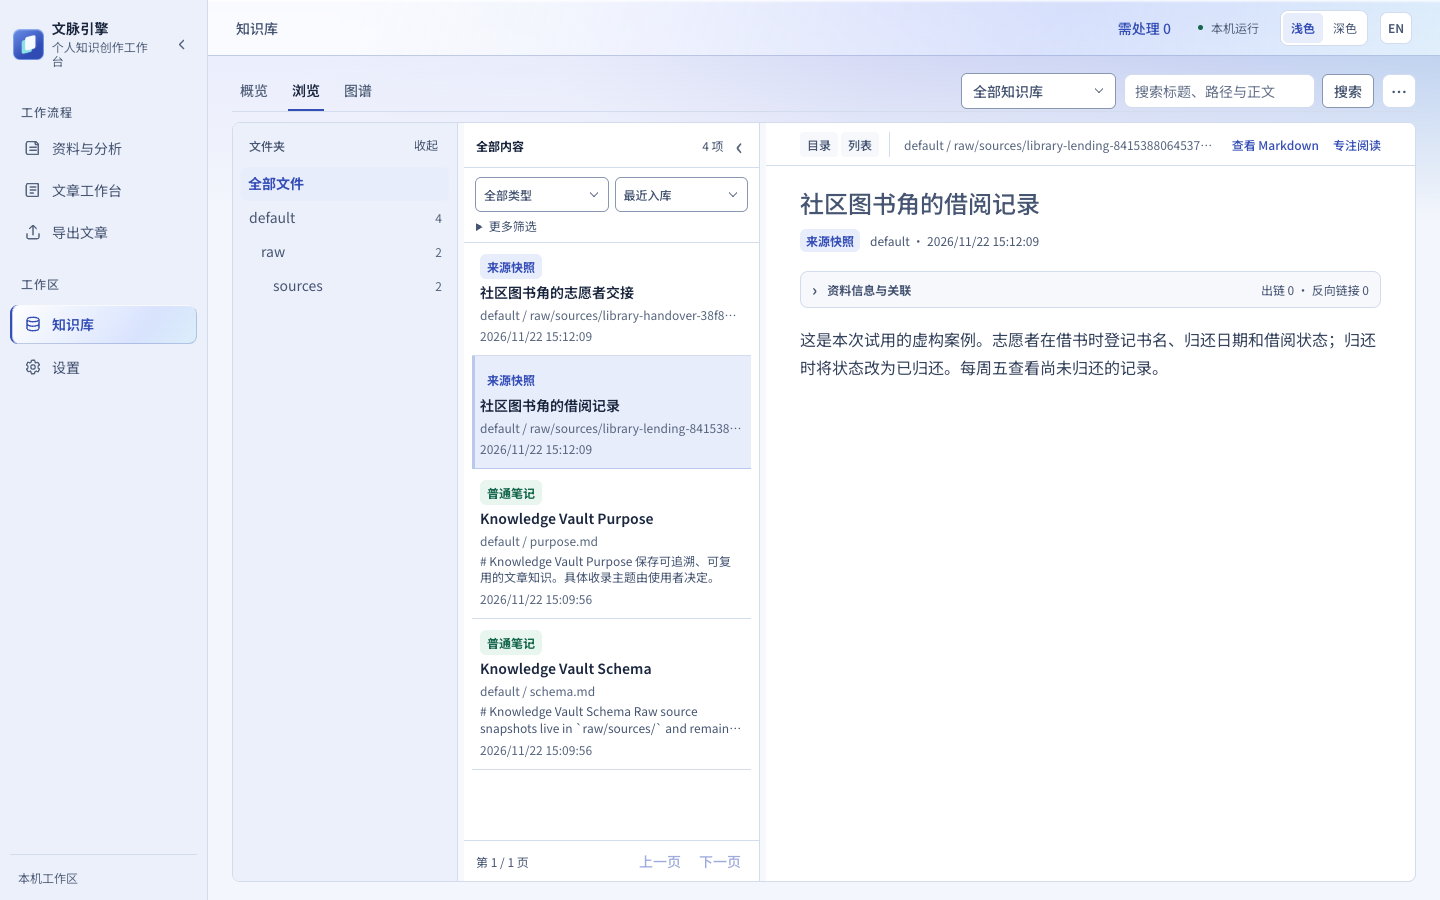 文脉引擎
个人知识创作工作
台
工作流程
资料与分析
文章工作台
导出文章
工作区
知识库
设置
本机工作区
知识库
需处理 0
本机运行
浅色
深色
EN
概览
浏览
图谱
全部知识库
搜索标题、路径与正文
搜索
文件夹
收起
全部文件
default
4
raw
2
sources
2
全部内容
4 项
全部类型
最近入库
更多筛选
来源快照
社区图书角的志愿者交接
default / raw/sources/library-handover-38f8…
2026/11/22 15:12:09
来源快照
社区图书角的借阅记录
default / raw/sources/library-lending-841538…
2026/11/22 15:12:09
普通笔记
Knowledge Vault Purpose
default / purpose.md
# Knowledge Vault Purpose 保存可追溯、可复
用的文章知识。具体收录主题由使用者决定。
2026/11/22 15:09:56
普通笔记
Knowledge Vault Schema
default / schema.md
# Knowledge Vault Schema Raw source
snapshots live in `raw/sources/` and remain…
2026/11/22 15:09:56
第 1 / 1 页
上一页
下一页
目录
列表
default / raw/sources/library-lending-8415388064537…
查看 Markdown
专注阅读
社区图书角的借阅记录
来源快照
default · 2026/11/22 15:12:09
资料信息与关联
出链 0 · 反向链接 0
这是本次试用的虚构案例。志愿者在借书时登记书名、归还日期和借阅状态；归还
时将状态改为已归还。每周五查看尚未归还的记录。